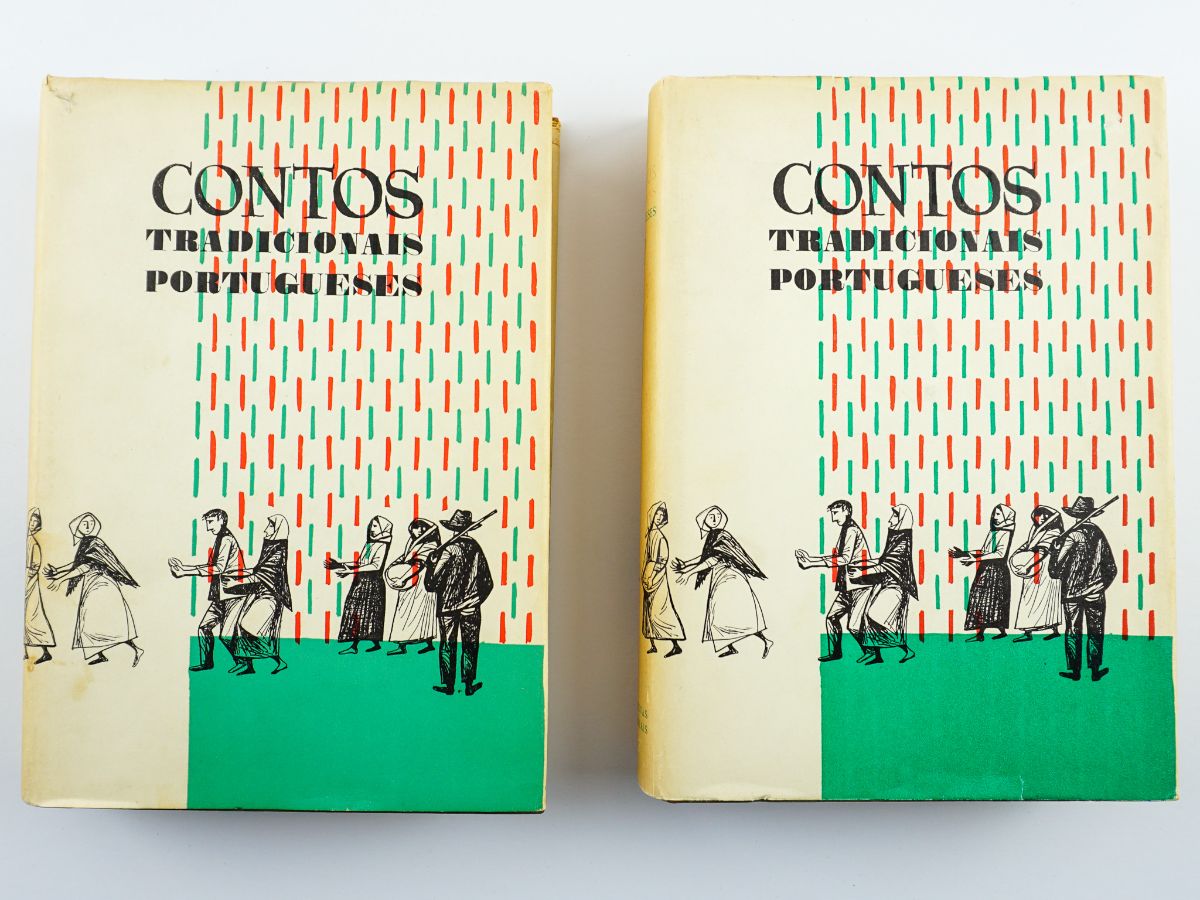 CONTOS
TRADICIONAIS
PORTUGUESES
CONTOS
TRADICIONAIS
PORTUGUESES